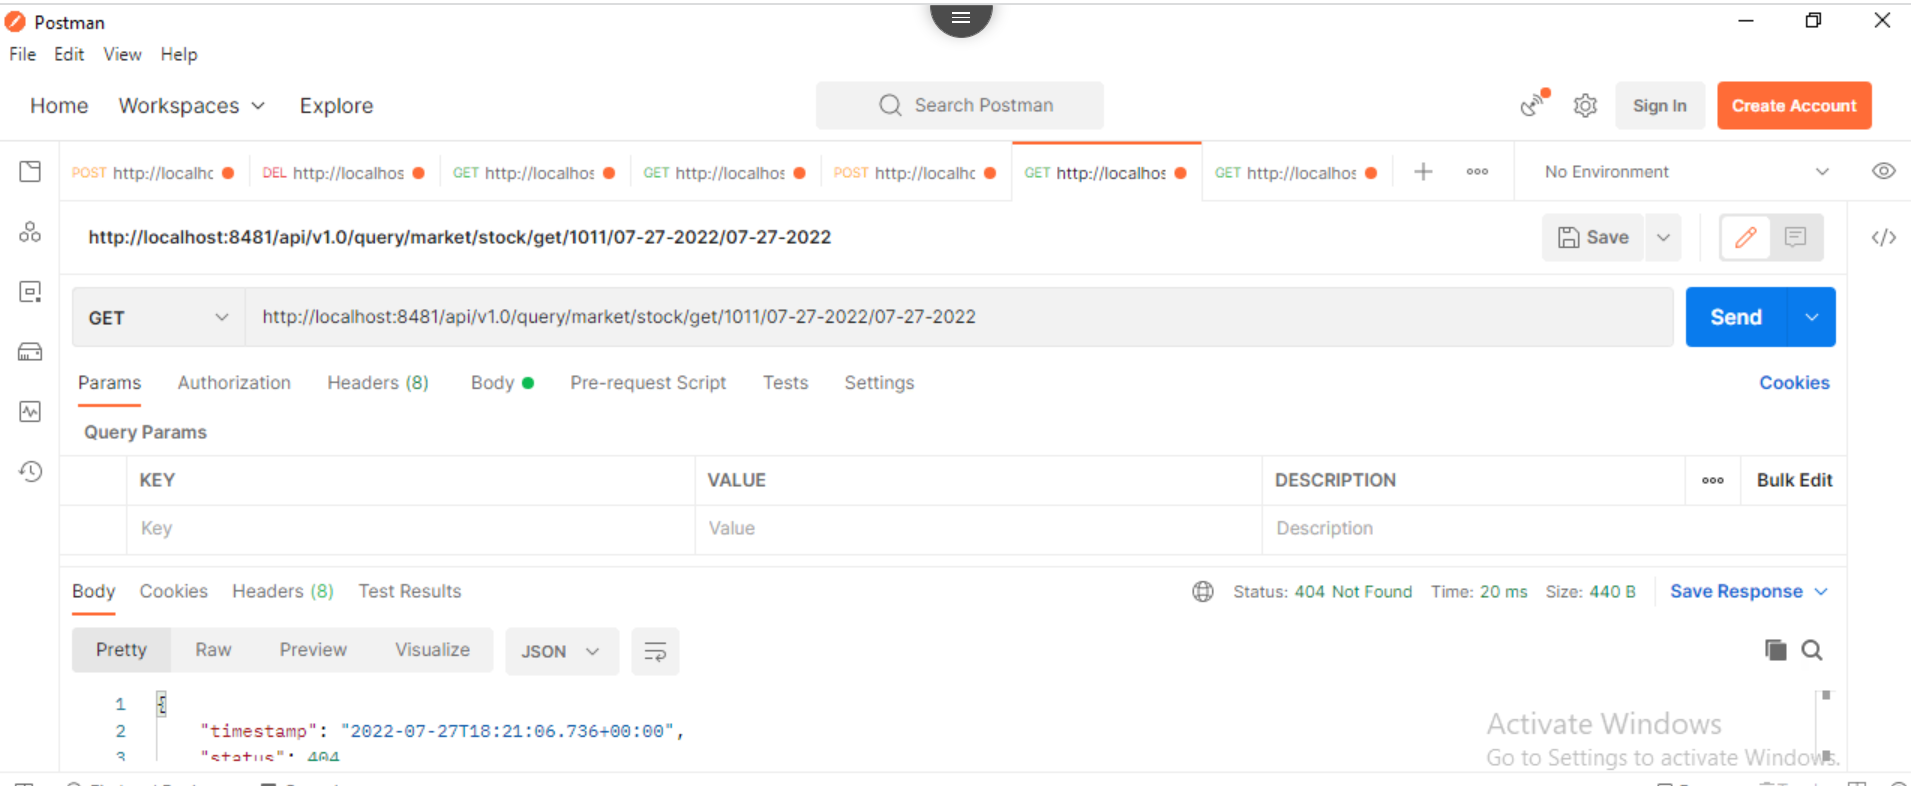 Postman
File Edit View Help
Home Workspaces Explore
Search Postman
Sign In
Create Account
POST http://localhc
DEL http://localhos
GET http://localhos
GET http://localhos
POST http://localhc
GET http://localhos
GET http://localhos
No Environment
http://localhost:8481/api/v1.0/query/market/stock/get/1011/07-27-2022/07-27-2022
Save
</>
GET
http://localhost:8481/api/v1.0/query/market/stock/get/1011/07-27-2022/07-27-2022
Send
Params Authorization Headers (8) Body Pre-request Script Tests Settings
Cookies
Query Params
KEY VALUE DESCRIPTION Bulk Edit
Key Value Description
Body Cookies Headers (8) Test Results
Status: 404 Not Found Time: 20 ms Size: 440 B Save Response
Pretty Raw Preview Visualize JSON
1 {
2 "timestamp": "2022-07-27T18:21:06.736+00:00",
3 "status": 404
Activate Windows
Go to Settings to activate Windows.